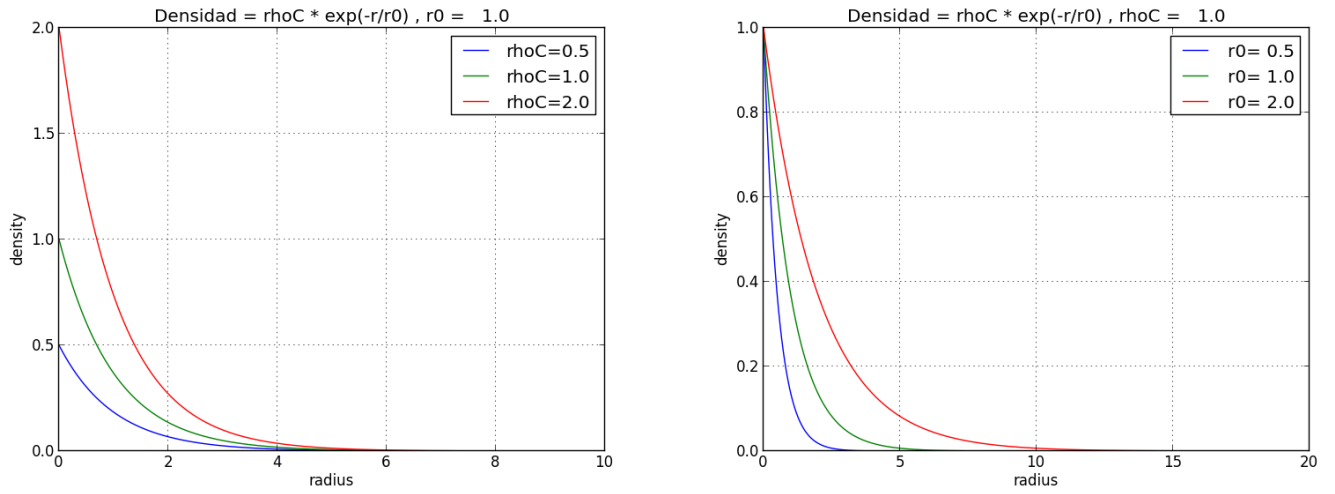 Densidad = rhoC * exp(-r/r0) , r0 =   1.0
2.0
1.5
1.0
0.5
0.0
density
rhoC=0.5
rhoC=1.0
rhoC=2.0
0
2
4
6
8
10
radius
Densidad = rhoC * exp(-r/r0) , rhoC =   1.0
1.0
0.8
0.6
0.4
0.2
0.0
density
r0= 0.5
r0= 1.0
r0= 2.0
0
5
10
15
20
radius